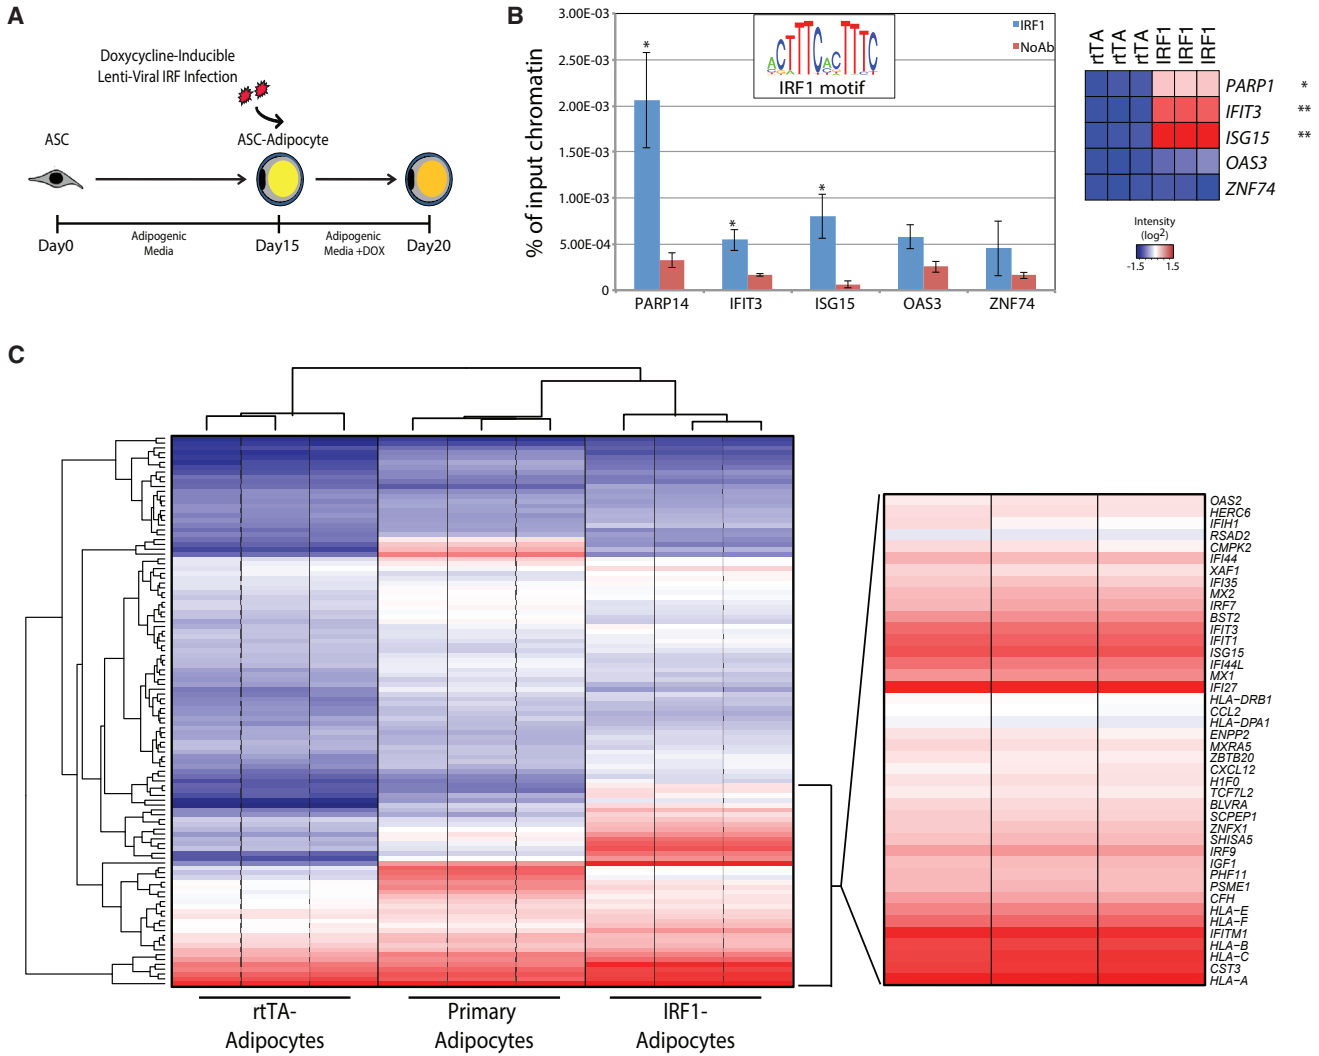 A
Doxycycline-Inducible
Lenti-Viral IRF Infection
ASC
ASC-Adipocyte
Day0
Adipogenic
Media
Day15
Adipogenic
Media +DOX
Day20
B
% of input chromatin
3.00E-03
2.50E-03
2.00E-03
1.50E-03
1.00E-03
5.00E-04
0
*
*
*
IRF1 motif
IRF1
NoAb
PARP14
IFIT3
ISG15
OAS3
ZNF74
rtTA
rtTA
rtTA
IRF1
IRF1
IRF1
PARP1 *
IFIT3 **
ISG15 **
OAS3
ZNF74
Intensity
(log2)
-1.5 1.5
C
rtTA-
Adipocytes
Primary
Adipocytes
IRF1-
Adipocytes
OAS2
HERC6
IFIH1
RSAD2
CMPK2
IFI44
XAF1
IFI35
MX2
IRF7
BST2
IFIT3
IFIT1
ISG15
IFI44L
MX1
IFI27
HLA-DRB1
CCL2
HLA-DPA1
ENPP2
MXRA5
ZBTB20
CXCL12
H1F0
TCF7L2
BLVRA
SCPEP1
ZNFX1
SHISA5
IRF9
IGF1
PHF11
PSME1
CFH
HLA-E
HLA-F
IFITM1
HLA-B
HLA-C
CST3
HLA-A